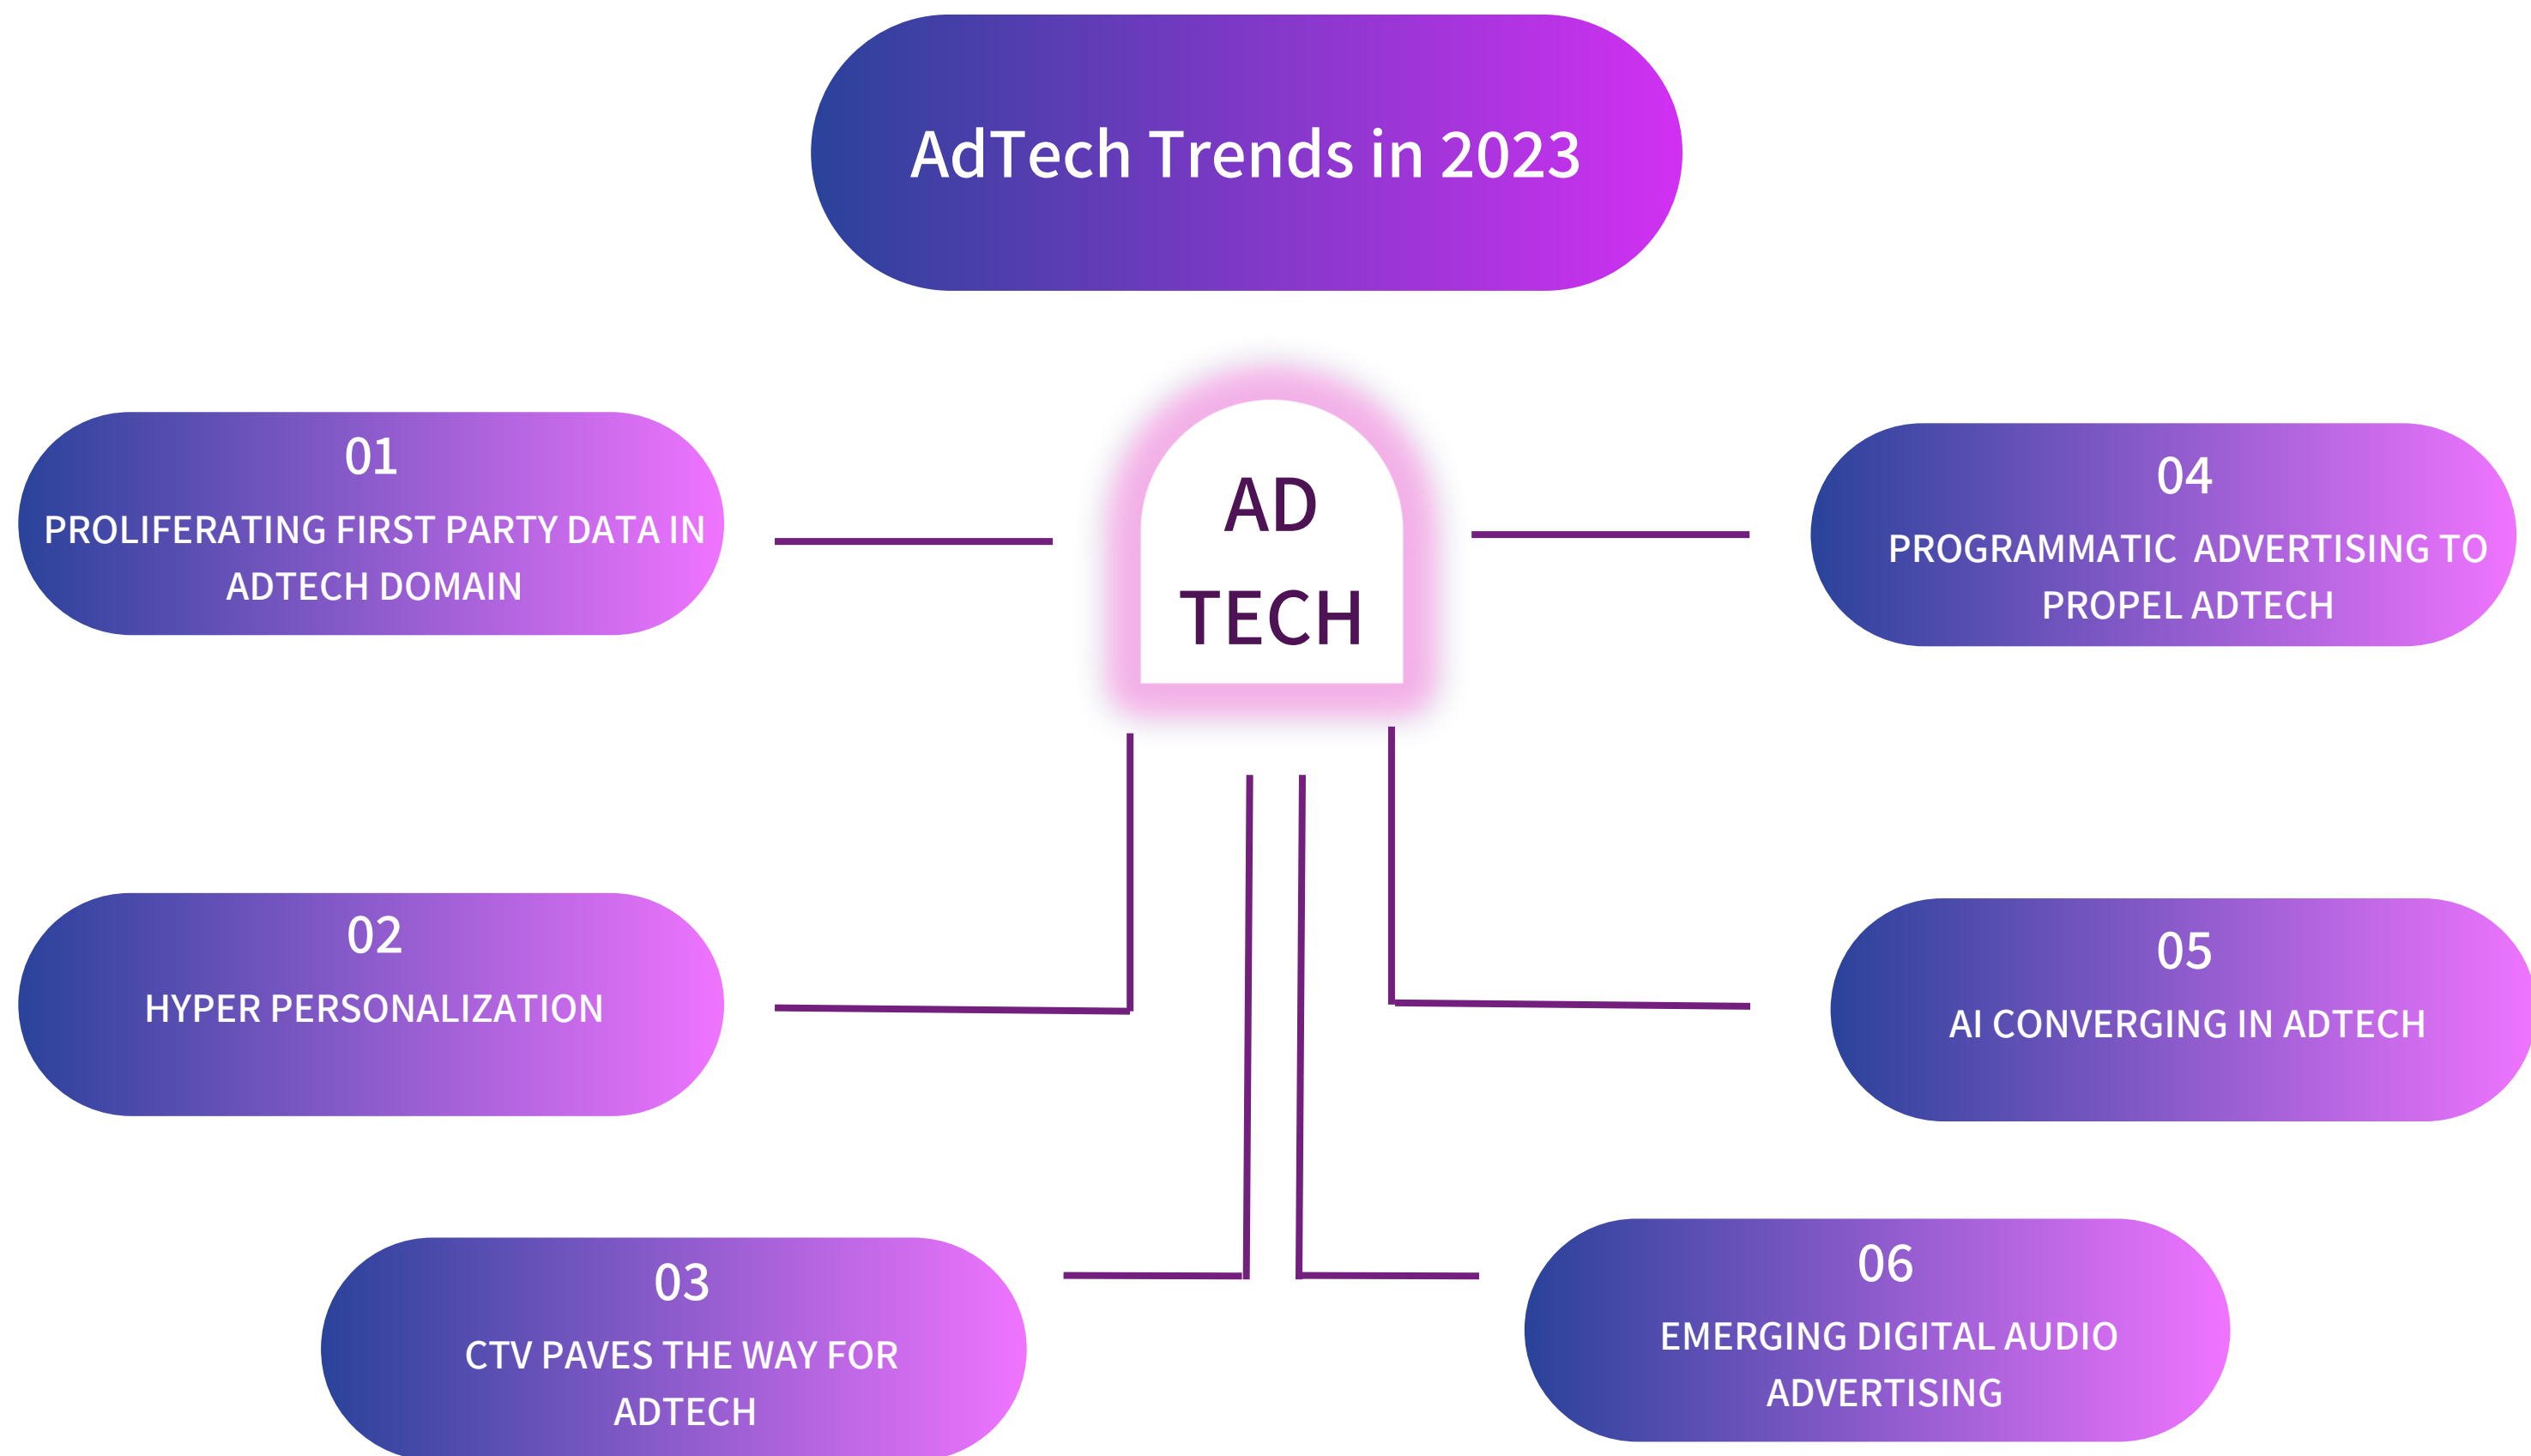 AdTech Trends in 2023
AD
TECH
01
PROLIFERATING FIRST PARTY DATA IN
ADTECH DOMAIN
02
HYPER PERSONALIZATION
03
CTV PAVES THE WAY FOR
ADTECH
04
PROGRAMMATIC ADVERTISING TO
PROPEL ADTECH
05
AI CONVERGING IN ADTECH
06
EMERGING DIGITAL AUDIO
ADVERTISING